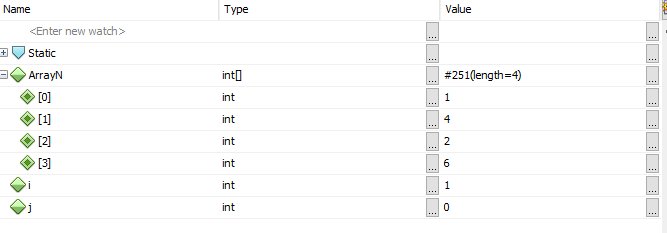 Name Type Value
<Enter new watch> ...
Static ...
ArrayN int[] ... #251(length=4) ...
[0] int ... 1 ...
[1] int ... 4 ...
[2] int ... 2 ...
[3] int ... 6 ...
i int ... 1 ...
j int ... 0 ...